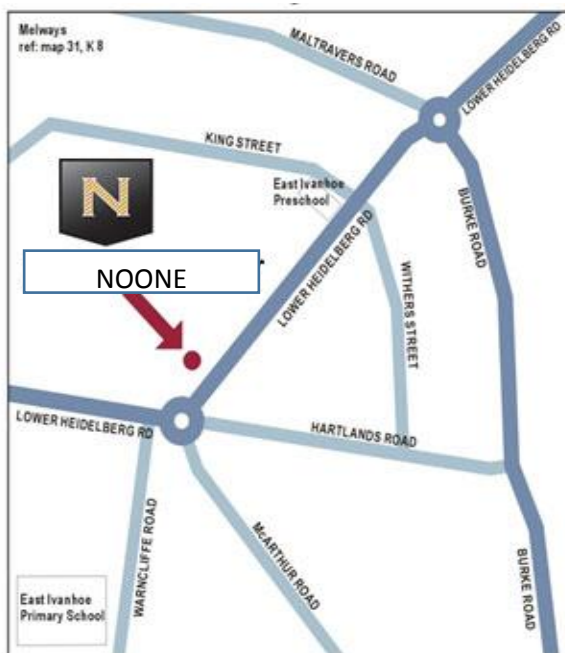 Melways
ref: map 31, K 8
MALTRAVERS ROAD
LOWER HEIDELBERG RD
KING STREET
East Ivanhoe
Preschool
N
NOONE
LOWER HEIDELBERG RD
BURKE ROAD
WITHERS STREET
LOWER HEIDELBERG RD
HARTLANDS ROAD
WARNCLIFFE ROAD
McARTHUR ROAD
BURKE ROAD
East Ivanhoe
Primary School